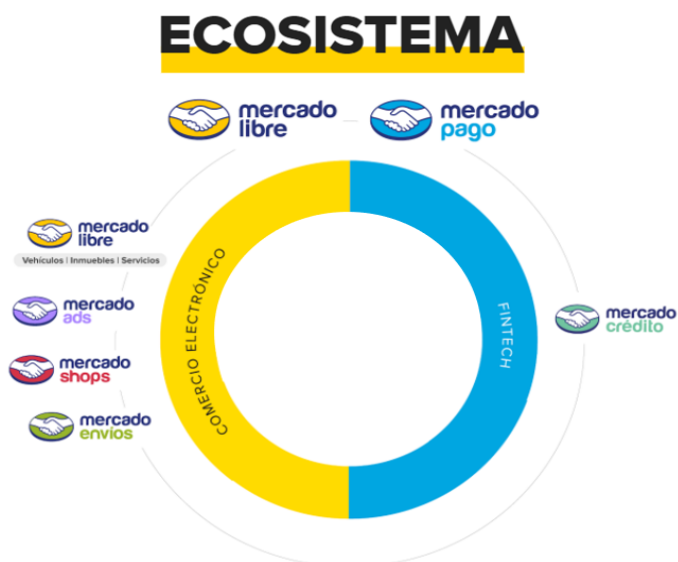 ECOSISTEMA
mercado
libre
mercado
pago
mercado
libre
Vehículos | Inmuebles | Servicios
mercado
ads
mercado
shops
mercado
envíos
COMERCIO ELECTRÓNICO
FINTECH
mercado
crédito